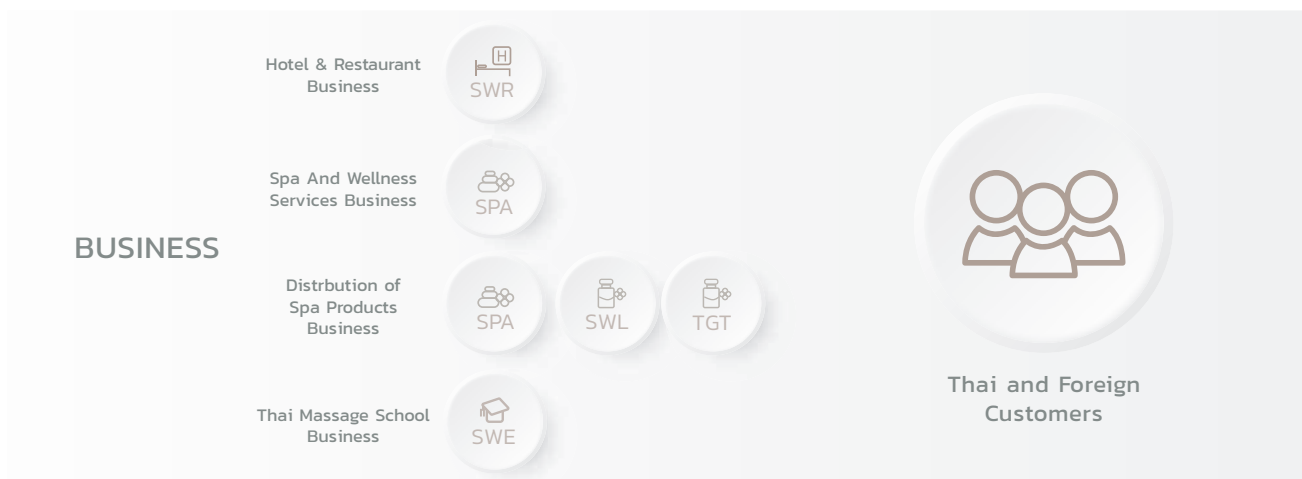 BUSINESS
Hotel & Restaurant
Business
H
SWR
Spa And Wellness
Services Business
SPA
Distrbution of
Spa Products
Business
SPA
SWL
TGT
Thai Massage School
Business
SWE
Thai and Foreign
Customers